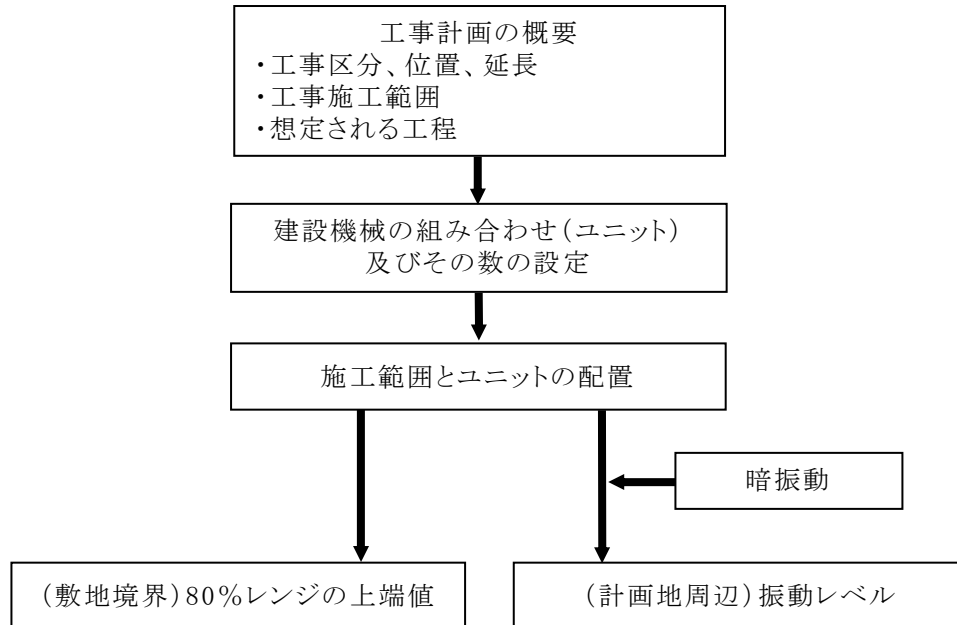 工事計画の概要
・工事区分、位置、延長
・工事施工範囲
・想定される工程
建設機械の組み合わせ(ユニット)
及びその数の設定
施工範囲とユニットの配置
暗振動
(敷地境界)80%レンジの上端値
(計画地周辺)振動レベル